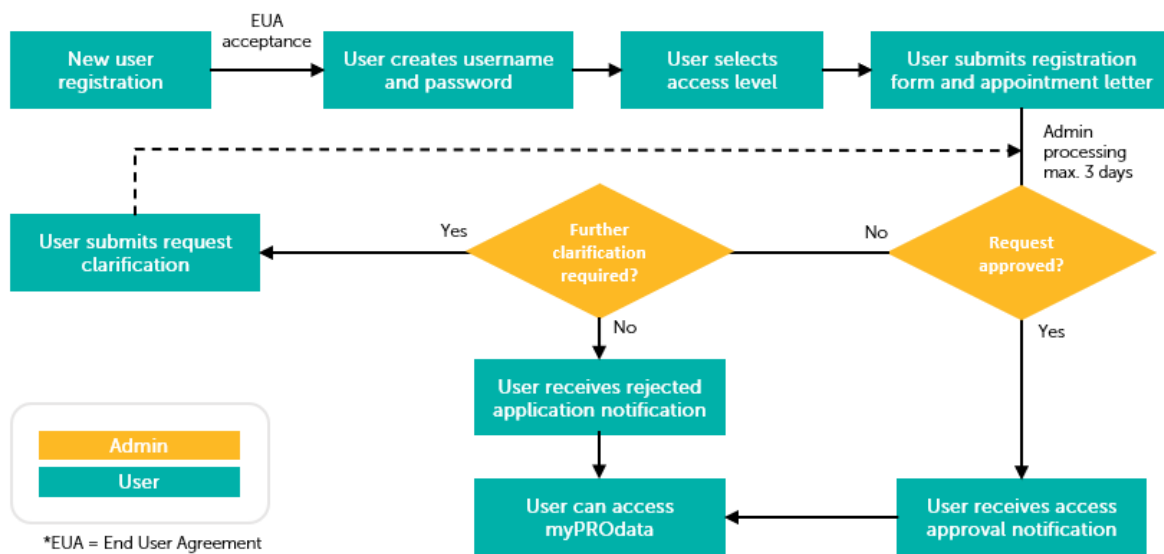 EUA
acceptance
New user
registration
User creates username
and password
User selects
access level
User submits registration
form and appointment letter
Admin
processing
max. 3 days
User submits request
clarification
Yes
Further
clarification
required?
No
Request
approved?
No
Yes
User receives rejected
application notification
Admin
User
User can access
myPROdata
User receives access
approval notification
*EUA = End User Agreement